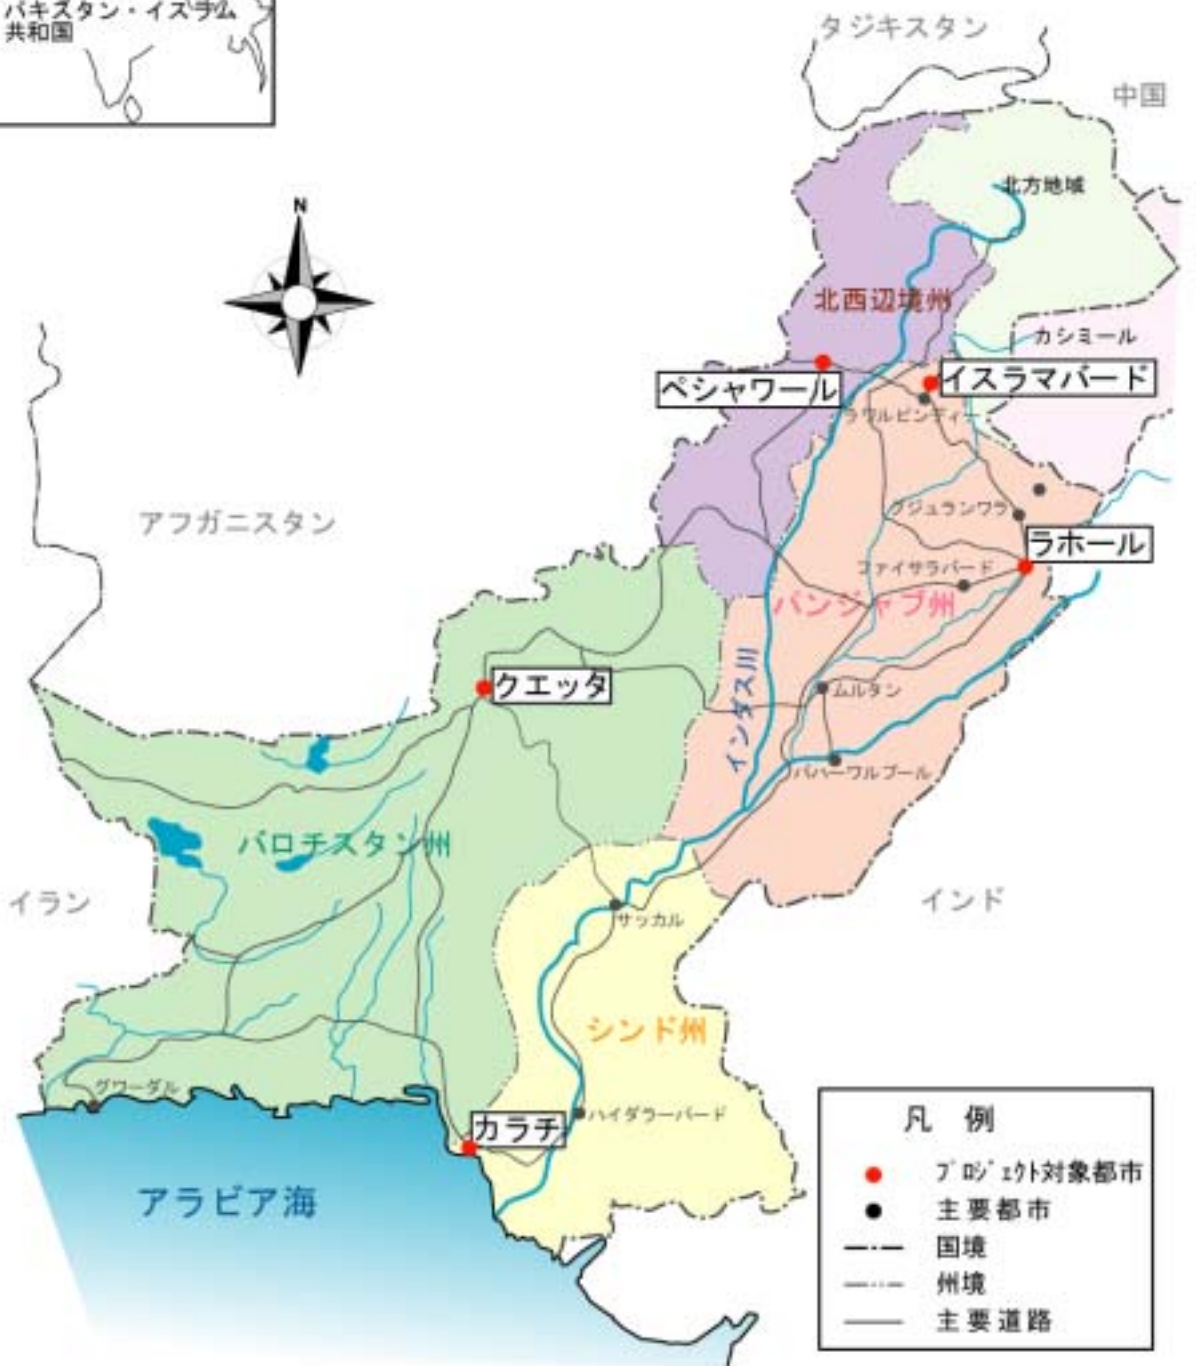 パキスタン・イスラム
共和国
タジキスタン
中国
N
北方地域
北西辺境州
カシミール
ペシャワール
イスラマバード
ラワルピンディー
アフガニスタン
グジュランワラ
ラホール
ファイサラバード
パンジャブ州
クエッタ
インダス川
ムルタン
バハーワルプール
バロチスタン州
イラン
インド
サッカル
シンド州
グワーダル
カラチ
ハイダラーバード
アラビア海
凡 例
プロジェクト対象都市
主要都市
国境
州境
主要道路